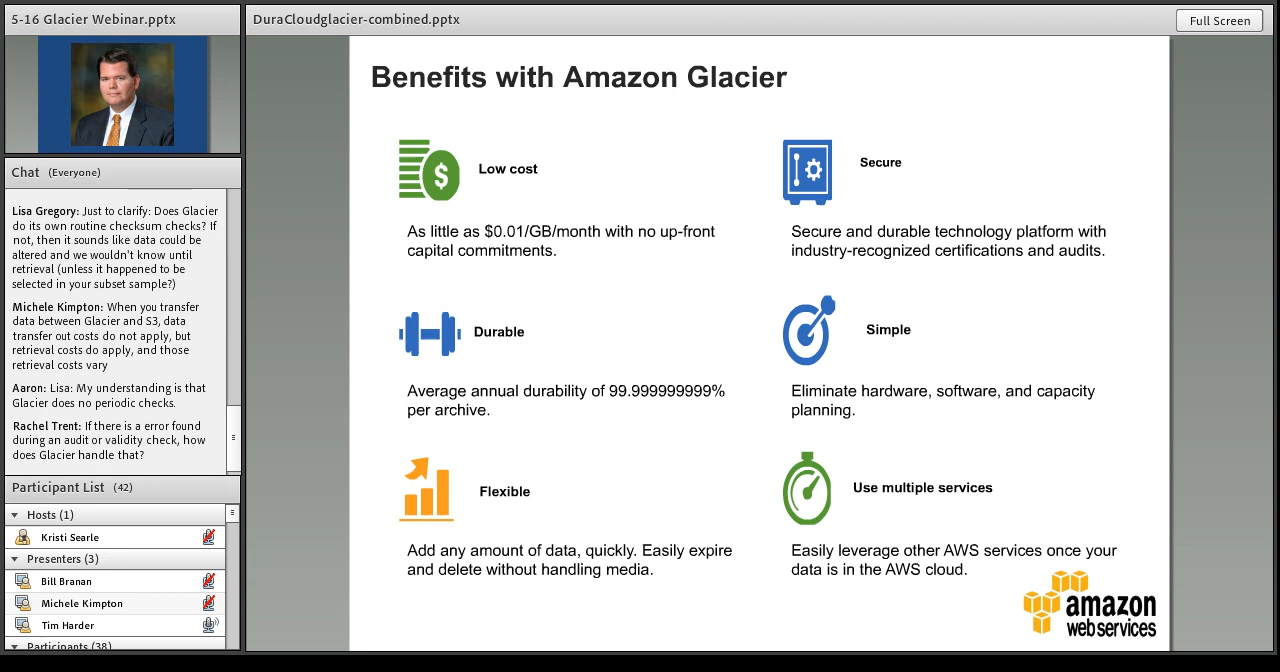 5-16 Glacier Webinar.pptx
Chat (Everyone)
Lisa Gregory: Just to clarify: Does Glacier
do its own routine checksum checks? If
not, then it sounds like data could be
altered and we wouldn't know until
retrieval (unless it happened to be
selected in your subset sample?)
Michele Kimpton: When you transfer
data between Glacier and S3, data
transfer out costs do not apply, but
retrieval costs do apply, and those
retrieval costs vary
Aaron: Lisa: My understanding is that
Glacier does no periodic checks.
Rachel Trent: If there is a error found
during an audit or validity check, how
does Glacier handle that?
Participant List (42)
Hosts (1)
Kristi Searle
Presenters (3)
Bill Branan
Michele Kimpton
Tim Harder
Participants (38)
DuraCloudglacier-combined.pptx
Full Screen
Benefits with Amazon Glacier
$
Low cost
As little as $0.01/GB/month with no up-front
capital commitments.
Secure
Secure and durable technology platform with
industry-recognized certifications and audits.
Durable
Average annual durability of 99.999999999%
per archive.
Simple
Eliminate hardware, software, and capacity
planning.
Flexible
Add any amount of data, quickly. Easily expire
and delete without handling media.
Use multiple services
Easily leverage other AWS services once your
data is in the AWS cloud.
amazon
webservices